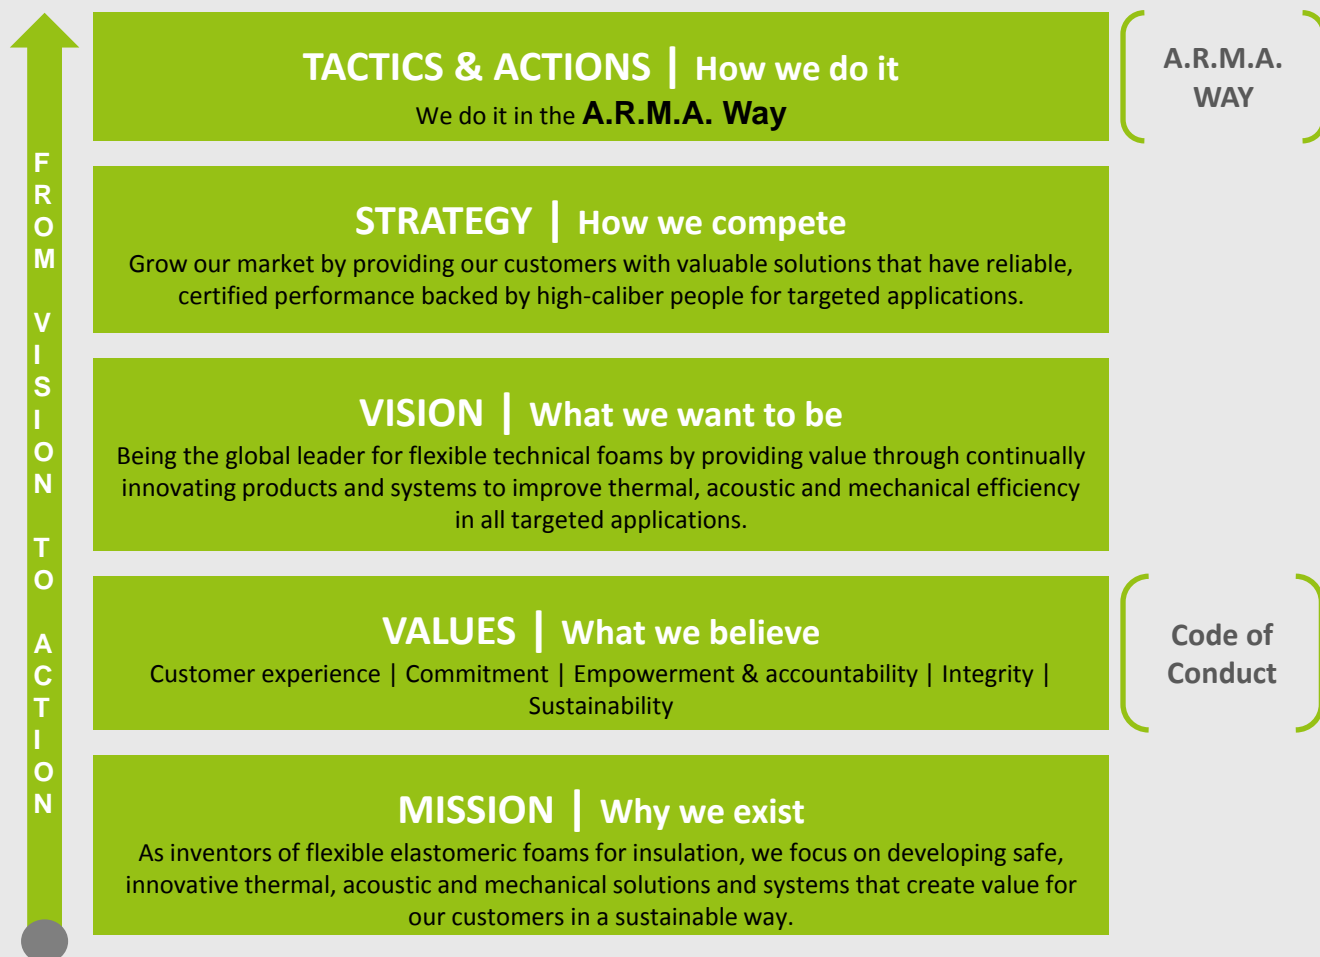 TACTICS & ACTIONS | How we do it
We do it in the A.R.M.A. Way
A.R.M.A.
WAY
STRATEGY | How we compete
Grow our market by providing our customers with valuable solutions that have reliable,
certified performance backed by high-caliber people for targeted applications.
VISION | What we want to be
Being the global leader for flexible technical foams by providing value through continually
innovating products and systems to improve thermal, acoustic and mechanical efficiency
in all targeted applications.
VALUES | What we believe
Customer experience | Commitment | Empowerment & accountability | Integrity |
Sustainability
Code of
Conduct
MISSION | Why we exist
As inventors of flexible elastomeric foams for insulation, we focus on developing safe,
innovative thermal, acoustic and mechanical solutions and systems that create value for
our customers in a sustainable way.
FROM VISION TO ACTION